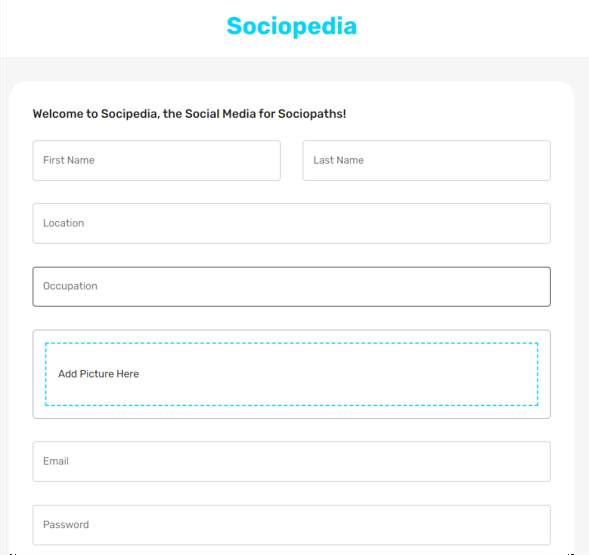 Sociopedia
Welcome to Socipedia, the Social Media for Sociopaths!
First Name
Last Name
Location
Occupation
Add Picture Here
Email
Password